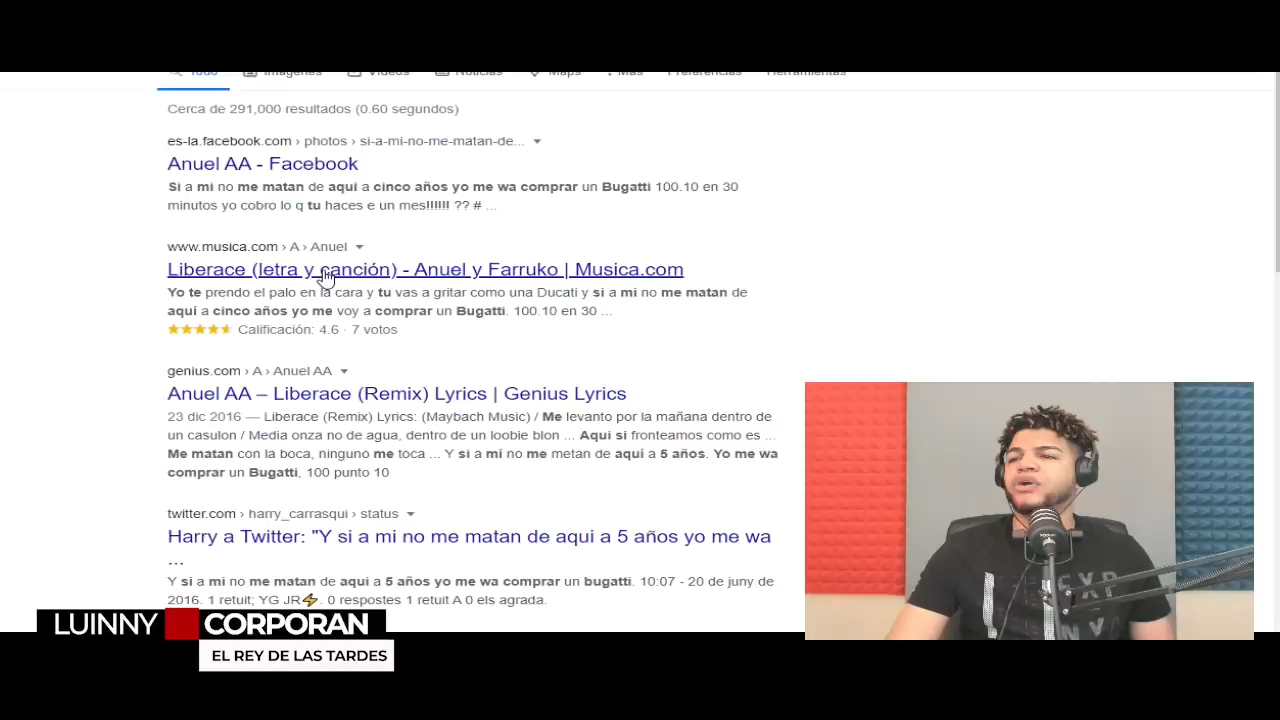 Todo Imágenes Vídeos Noticias Maps Más Preferencias Herramientas
Cerca de 291,000 resultados (0.60 segundos)
es-la.facebook.com › photos › si-a-mi-no-me-matan-de...
Anuel AA - Facebook
Si a mi no me matan de aqui a cinco años yo me wa comprar un Bugatti 100.10 en 30
minutos yo cobro lo q tu haces e un mes!!!!!! ?? # ...
www.musica.com › A › Anuel
Liberace (letra y canción) - Anuel y Farruko | Musica.com
Yo te prendo el palo en la cara y tu vas a gritar como una Ducati y si a mi no me matan de
aquí a cinco años yo me voy a comprar un Bugatti. 100.10 en 30 ...
Calificación: 4.6 · 7 votos
genius.com › A › Anuel AA
Anuel AA – Liberace (Remix) Lyrics | Genius Lyrics
23 dic 2016 — Liberace (Remix) Lyrics: (Maybach Music) / Me levanto por la mañana dentro de
un casulon / Media onza no de agua, dentro de un loobie blon ... Aquí si fronteamos como es ...
Me matan con la boca, ninguno me toca ... Y si a mí no me metan de aquí a 5 años. Yo me wa
comprar un Bugatti, 100 punto 10
twitter.com › harry_carrasqui › status
Harry a Twitter: "Y si a mi no me matan de aqui a 5 años yo me wa
...
Y si a mi no me matan de aqui a 5 años yo me wa comprar un bugatti. 10:07 - 20 de juny de
2016. 1 retuit; YG JR⚡. 0 respostes 1 retuit A 0 els agrada.
LUINNY CORPORAN
EL REY DE LAS TARDES